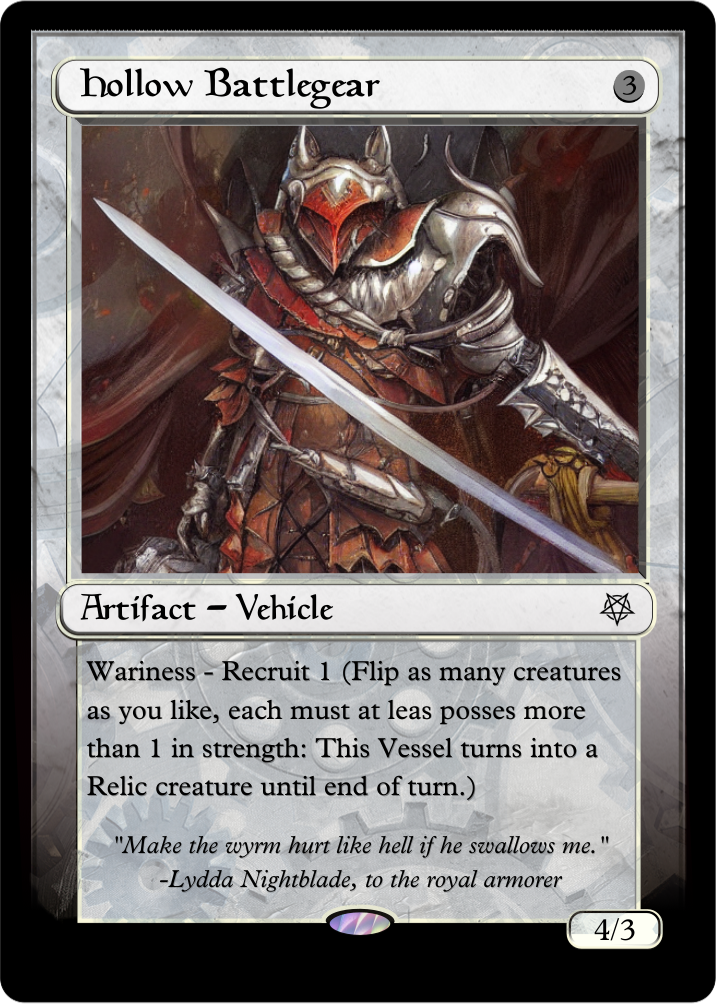 Hollow Battlegear
3
Artifact – Vehicle
Wariness - Recruit 1 (Flip as many creatures
as you like, each must at leas posses more
than 1 in strength: This Vessel turns into a
Relic creature until end of turn.)
"Make the wyrm hurt like hell if he swallows me."
-Lydda Nightblade, to the royal armorer
4/3